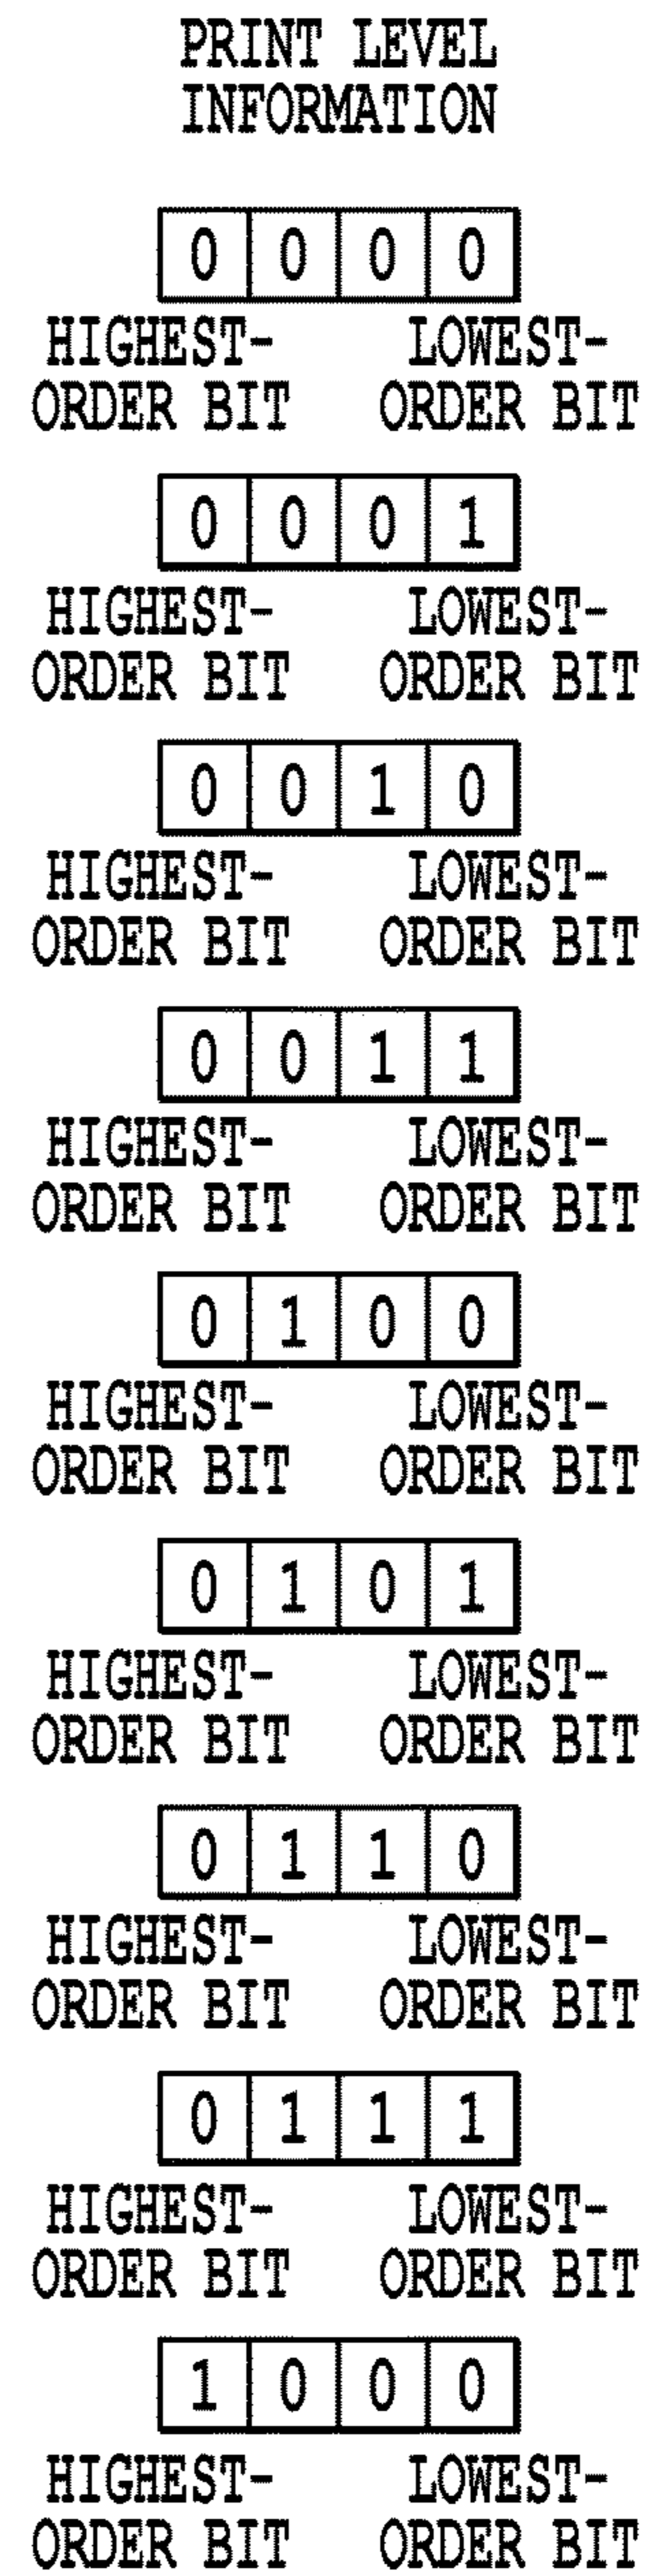 PRINT LEVEL
INFORMATION
0 0 0 0
HIGHEST- LOWEST-
ORDER BIT ORDER BIT
0 0 0 1
HIGHEST- LOWEST-
ORDER BIT ORDER BIT
0 0 1 0
HIGHEST- LOWEST-
ORDER BIT ORDER BIT
0 0 1 1
HIGHEST- LOWEST-
ORDER BIT ORDER BIT
0 1 0 0
HIGHEST- LOWEST-
ORDER BIT ORDER BIT
0 1 0 1
HIGHEST- LOWEST-
ORDER BIT ORDER BIT
0 1 1 0
HIGHEST- LOWEST-
ORDER BIT ORDER BIT
0 1 1 1
HIGHEST- LOWEST-
ORDER BIT ORDER BIT
1 0 0 0
HIGHEST- LOWEST-
ORDER BIT ORDER BIT